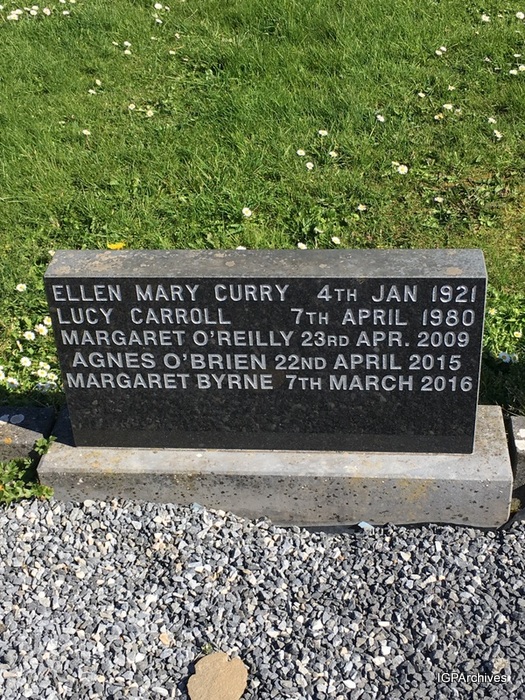 ELLEN MARY CURRY 4TH JAN 1921
LUCY CARROLL 7TH APRIL 1980
MARGARET O'REILLY 23RD APR. 2009
AGNES O'BRIEN 22ND APRIL 2015
MARGARET BYRNE 7TH MARCH 2016
IGPArchives